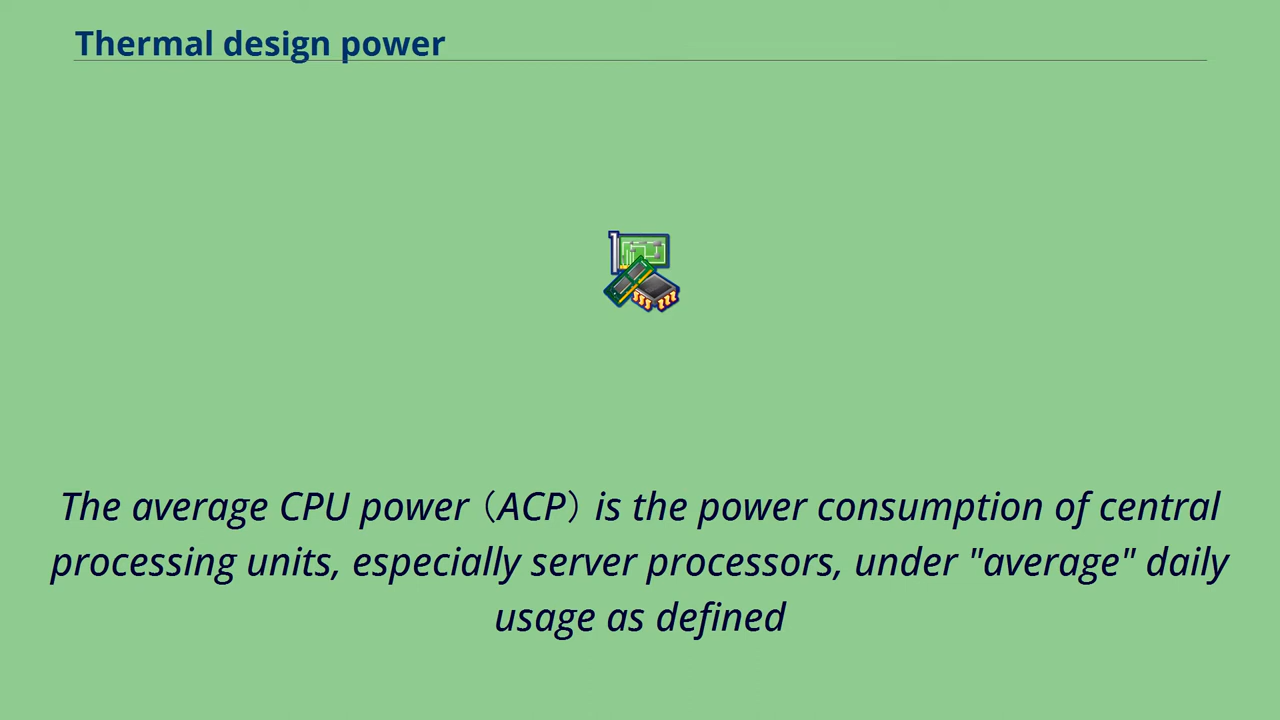 Thermal design power
The average CPU power (ACP) is the power consumption of central
processing units, especially server processors, under "average" daily
usage as defined